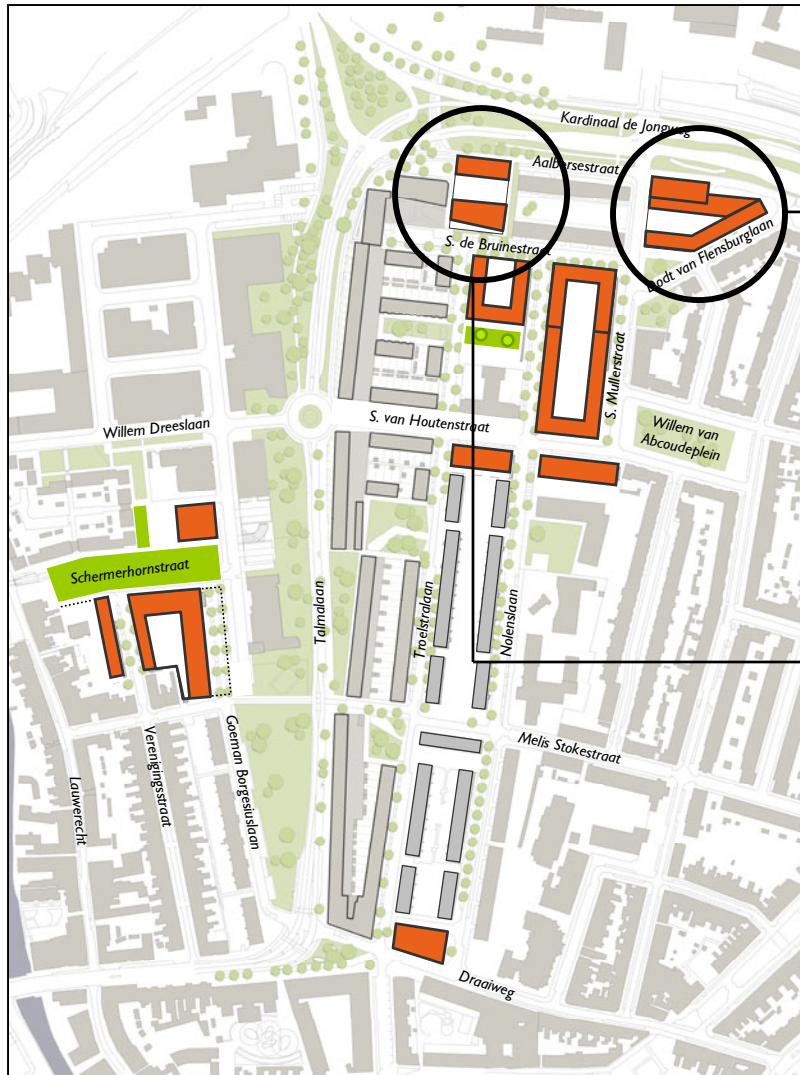 Kardinaal de Jongweg
Aalbersestraat
S. de Bruinestraat
Dodt van Flensburglaan
S. Mullerstraat
S. van Houtenstraat
Willem van
Abcoudeplein
Willem Dreeslaan
Schermerhornstraat
Talmalaan
Troelstralaan
Nolenslaan
Melis Stokestraat
Goeman Borgesiuslaan
Verenigingsstraat
Lauwerecht
Draaiweg